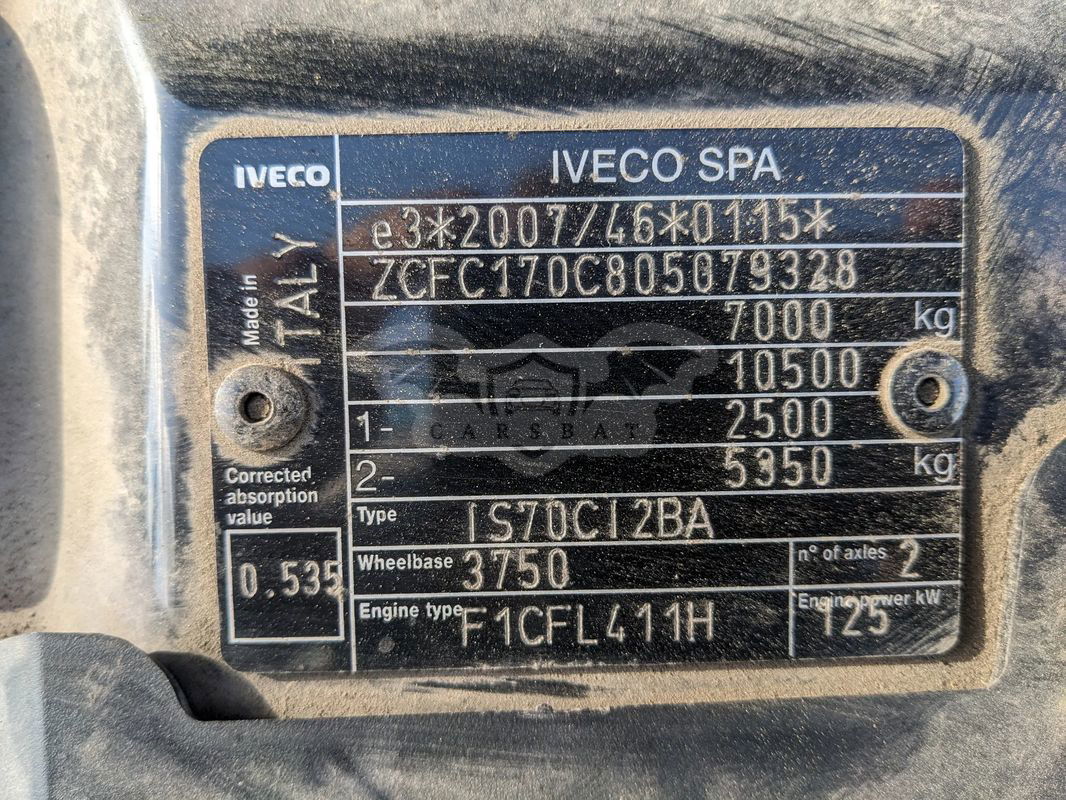 IVECO
IVECO SPA
e3*2007/46*0115*
ZCFC170C805079328
7000 kg
10500
1- 2500
2- 5350 kg
Made in
ITALY
Corrected
absorption
value
0.535
Type IS70CI2BA
Wheelbase 3750
n° of axles 2
Engine type F1CFL411H
Engine power kW
125
CARSBAT